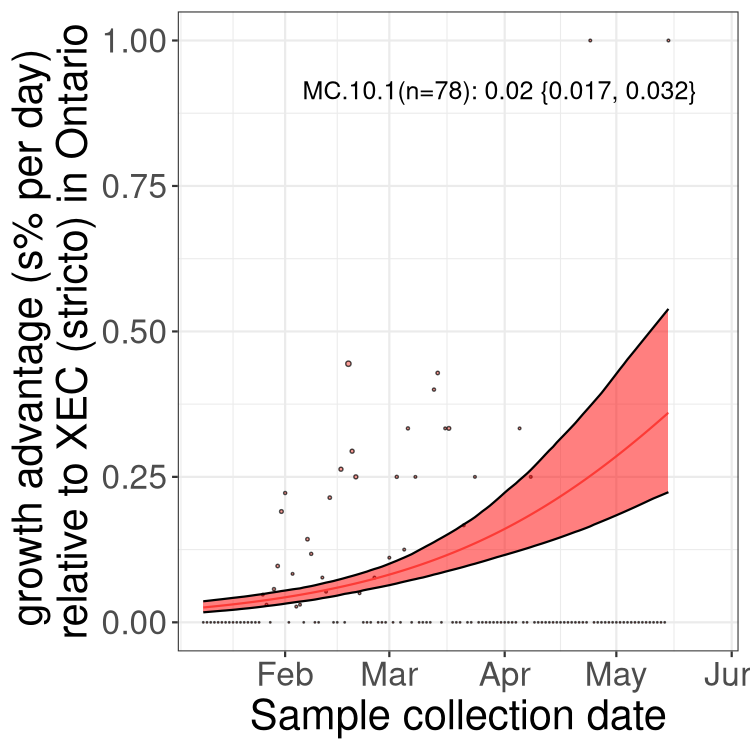 growth advantage (s% per day)
relative to XEC (stricto) in Ontario
1.00
MC.10.1(n=78): 0.02 {0.017, 0.032}
0.75
0.50
0.25
0.00
Feb Mar Apr May Jun
Sample collection date